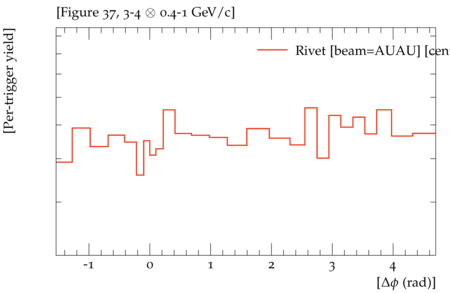 [Figure 37, 3-4 ⊗ 0.4-1 GeV/c]
[Per-trigger yield]
Rivet [beam=AUAU] [cen
-1 0 1 2 3 4
[Δϕ (rad)]